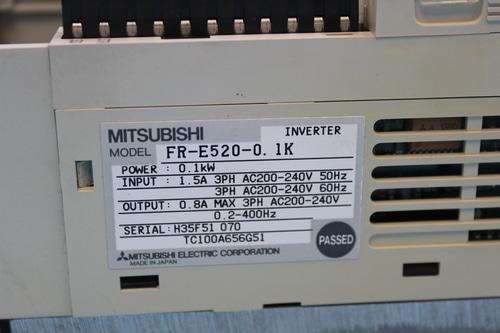 MITSUBISHI INVERTER
MODEL FR-E520-0.1K
POWER : 0.1kW
INPUT : 1.5A 3PH AC200-240V 50Hz
3PH AC200-240V 60Hz
OUTPUT: 0.8A MAX 3PH AC200-240V
0.2-400Hz
SERIAL: H35F51 070
TC100A656G51
PASSED
MITSUBISHI ELECTRIC CORPORATION
MADE IN JAPAN